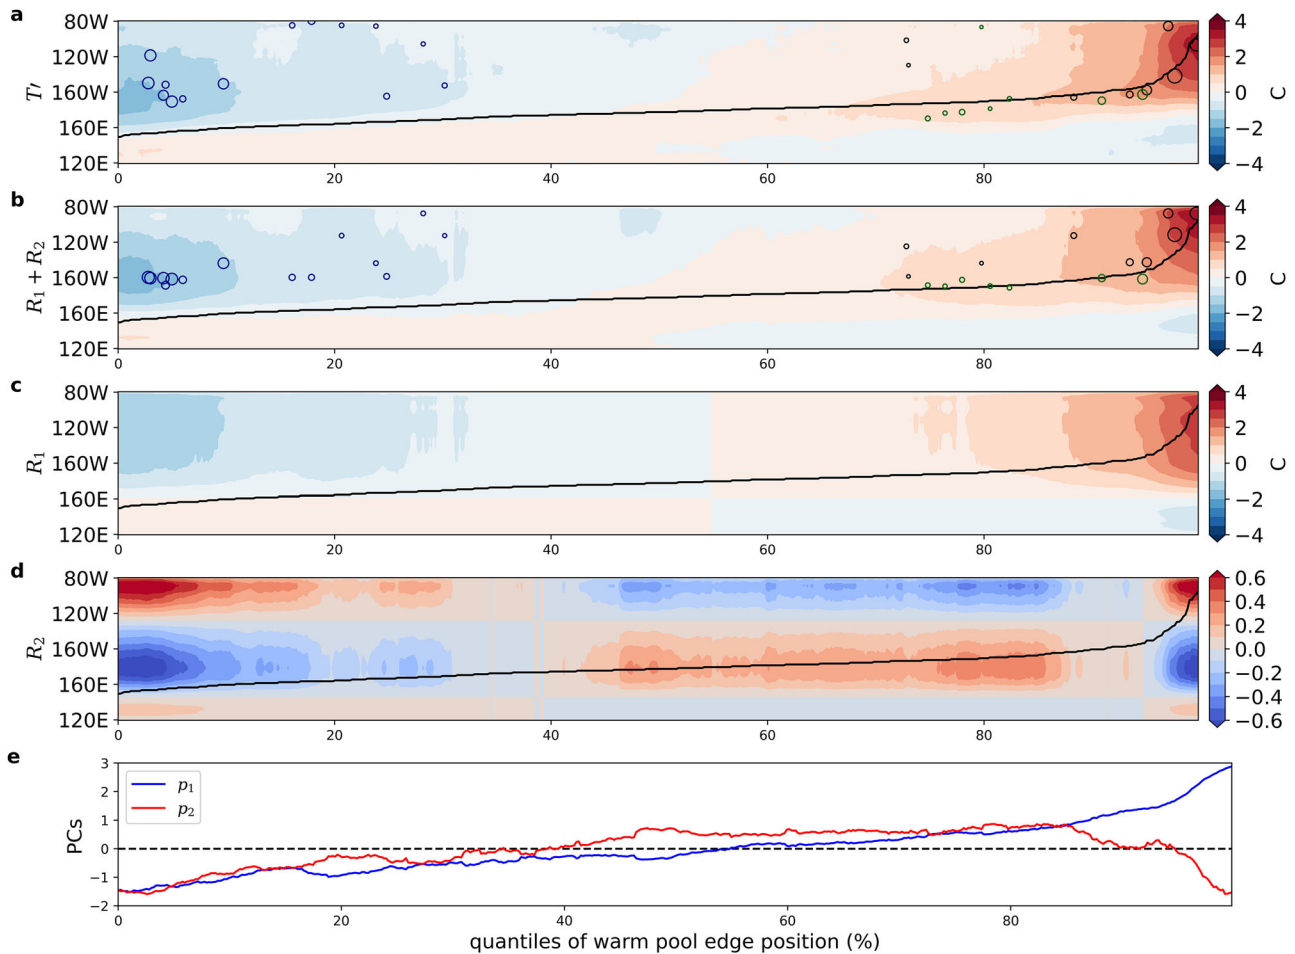 a
80W
120W
160W
160E
120E
T′
0
20
40
60
80
4
2
0
−2
−4
C
b
80W
120W
160W
160E
120E
R₁ + R₂
0
20
40
60
80
4
2
0
−2
−4
C
c
80W
120W
160W
160E
120E
R₁
0
20
40
60
80
4
2
0
−2
−4
C
d
80W
120W
160W
160E
120E
R₂
0
20
40
60
80
0.6
0.4
0.2
0.0
−0.2
−0.4
−0.6
e
3
2
1
0
−1
−2
PCs
p₁
p₂
0
20
40
60
80
quantiles of warm pool edge position (%)